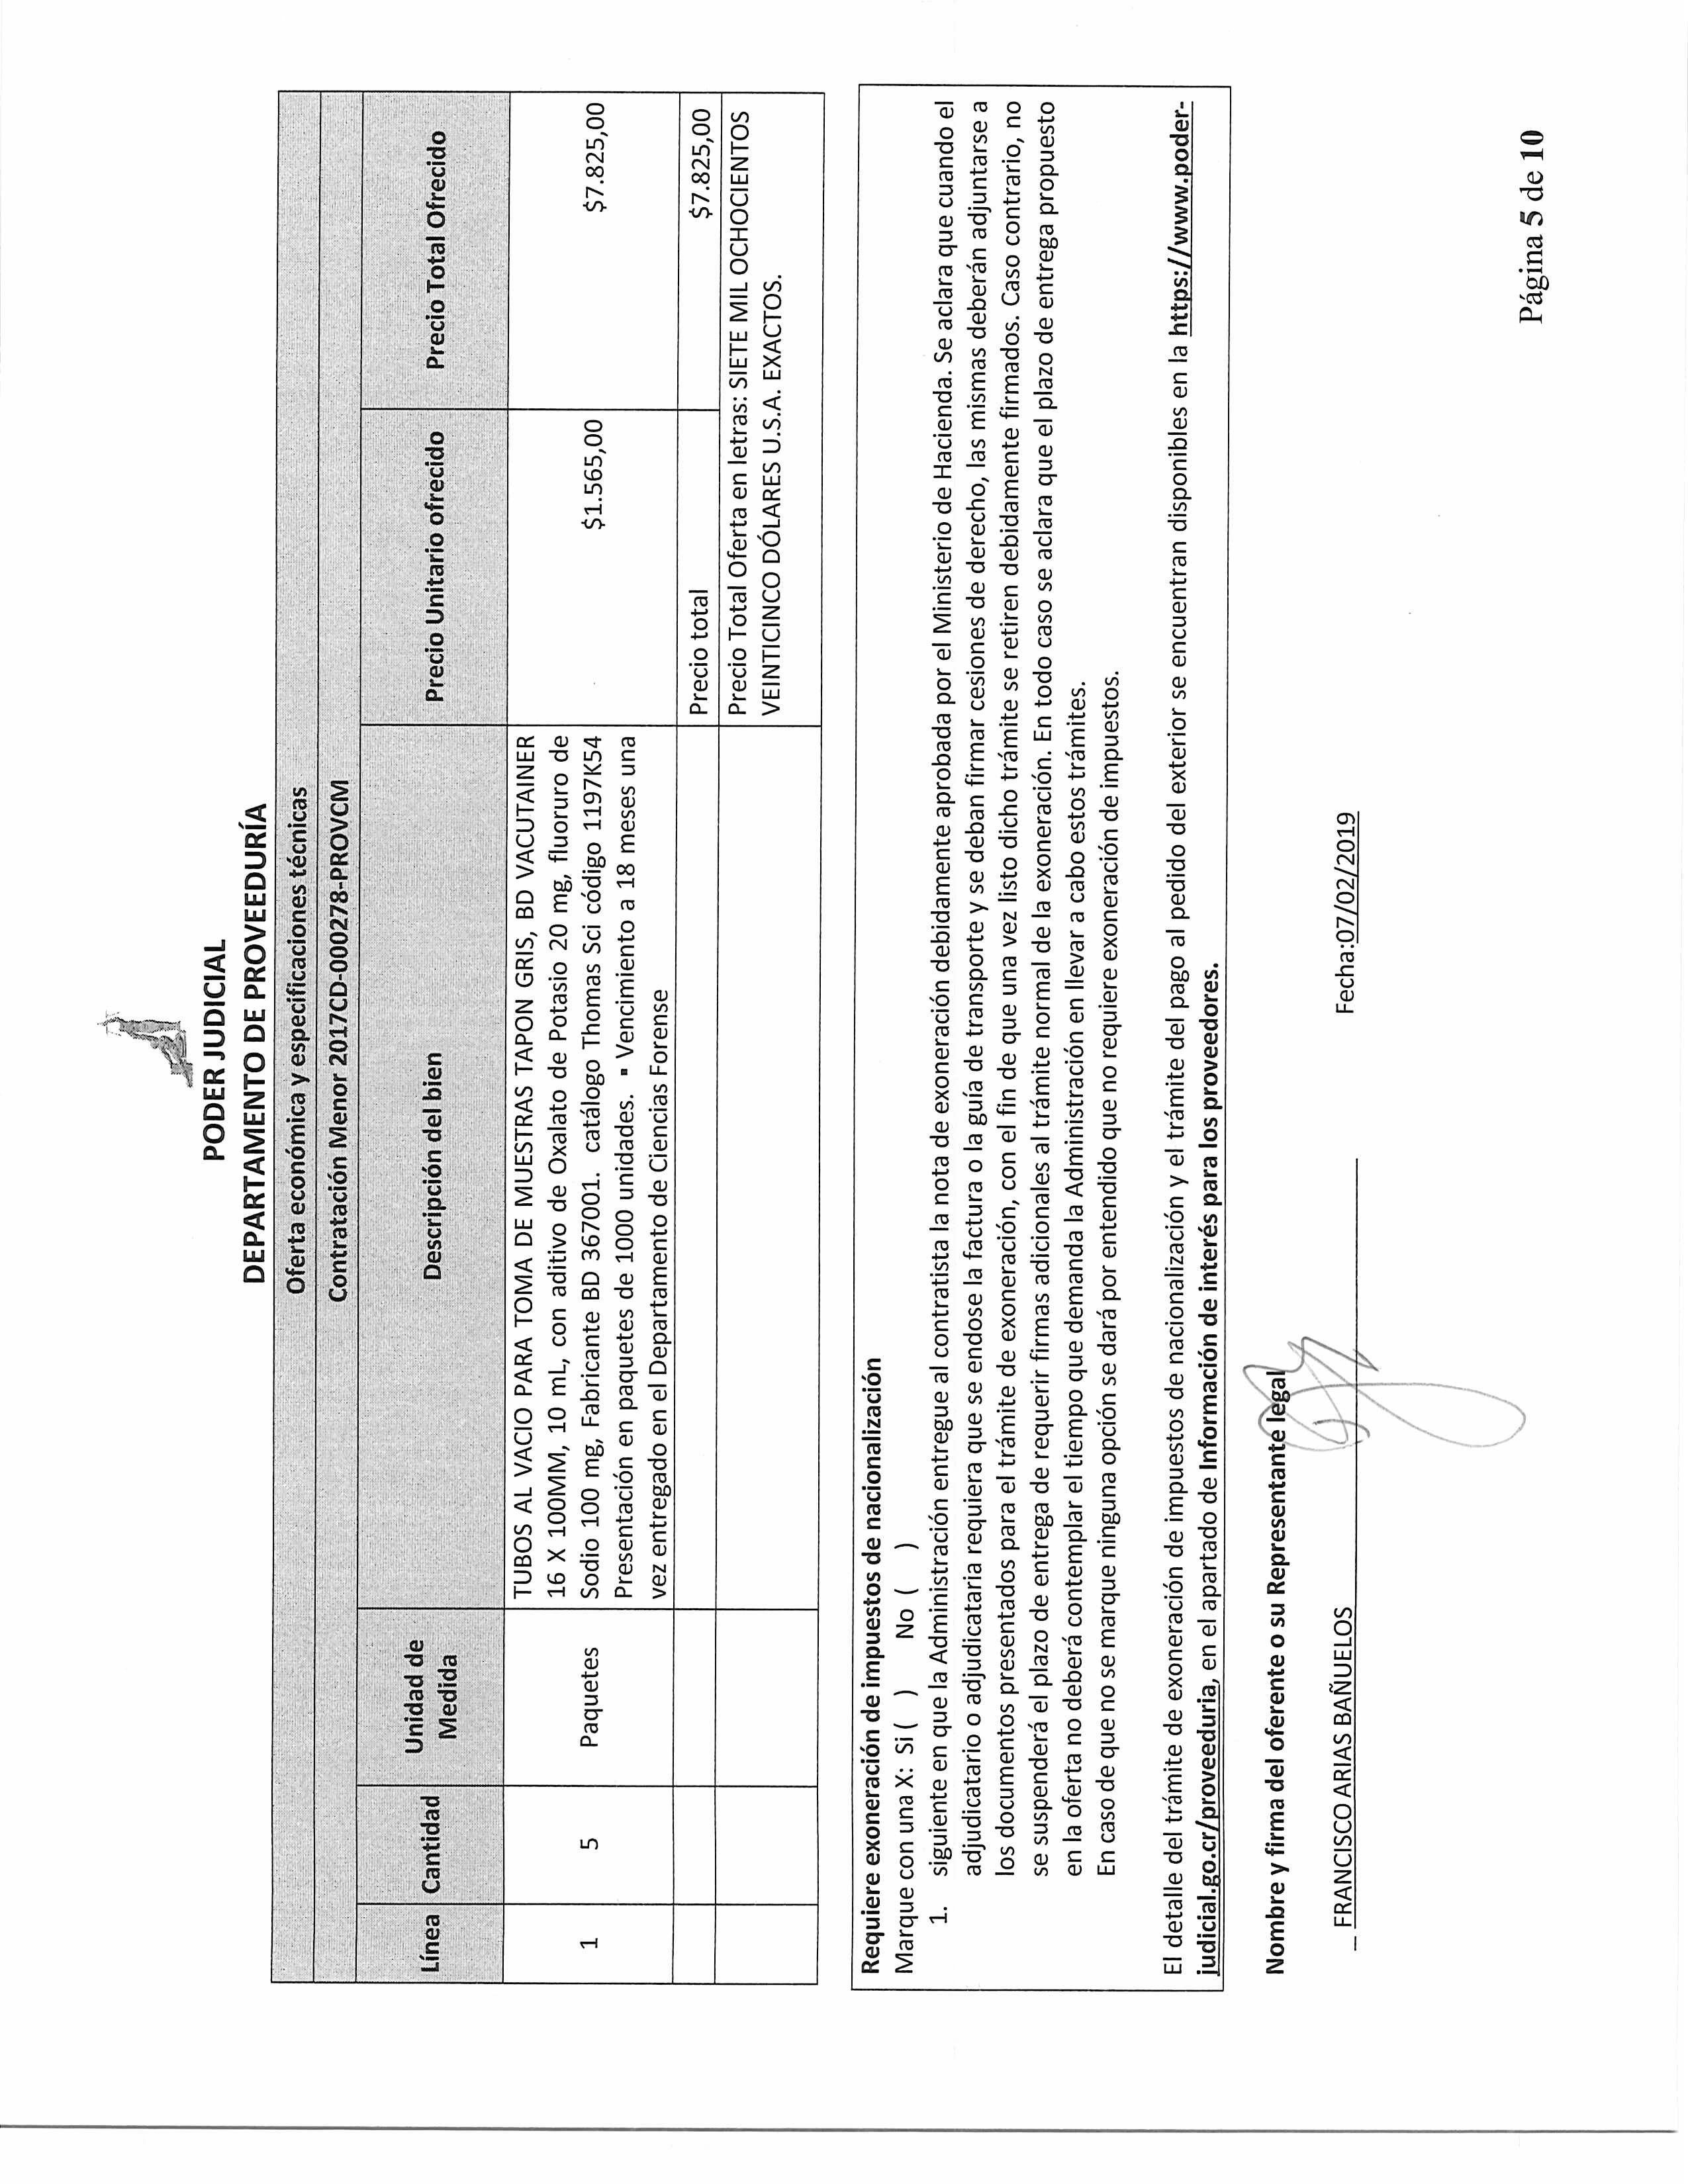 PODER JUDICIAL
DEPARTAMENTO DE PROVEEDURÍA
Oferta económica y especificaciones técnicas
Contratación Menor 2017CD-000278-PROVCM
Línea Cantidad Unidad de Medida Descripción del bien Precio Unitario ofrecido Precio Total Ofrecido
1 5 Paquetes
TUBOS AL VACIO PARA TOMA DE MUESTRAS TAPON GRIS, BD VACUTAINER
16 X 100MM, 10 mL, con aditivo de Oxalato de Potasio 20 mg, fluoruro de
Sodio 100 mg, Fabricante BD 367001. catálogo Thomas Sci código 1197K54
Presentación en paquetes de 1000 unidades. ▪ Vencimiento a 18 meses una
vez entregado en el Departamento de Ciencias Forense
$1.565,00 $7.825,00
Precio total $7.825,00
Precio Total Oferta en letras: SIETE MIL OCHOCIENTOS
VEINTICINCO DÓLARES U.S.A. EXACTOS.
Requiere exoneración de impuestos de nacionalización
Marque con una X: Si ( ) No ( )
1. siguiente en que la Administración entregue al contratista la nota de exoneración debidamente aprobada por el Ministerio de Hacienda. Se aclara que cuando el
adjudicatario o adjudicataria requiera que se endose la factura o la guía de transporte y se deban firmar cesiones de derecho, las mismas deberán adjuntarse a
los documentos presentados para el trámite de exoneración, con el fin de que una vez listo dicho trámite se retiren debidamente firmados. Caso contrario, no
se suspenderá el plazo de entrega de requerir firmas adicionales al trámite normal de la exoneración. En todo caso se aclara que el plazo de entrega propuesto
en la oferta no deberá contemplar el tiempo que demanda la Administración en llevar a cabo estos trámites.
En caso de que no se marque ninguna opción se dará por entendido que no requiere exoneración de impuestos.
El detalle del trámite de exoneración de impuestos de nacionalización y el trámite del pago al pedido del exterior se encuentran disponibles en la https://www.poder-
judicial.go.cr/proveeduria, en el apartado de Información de interés para los proveedores.
Nombre y firma del oferente o su Representante legal
_ FRANCISCO ARIAS BAÑUELOS Fecha:07/02/2019
Página 5 de 10